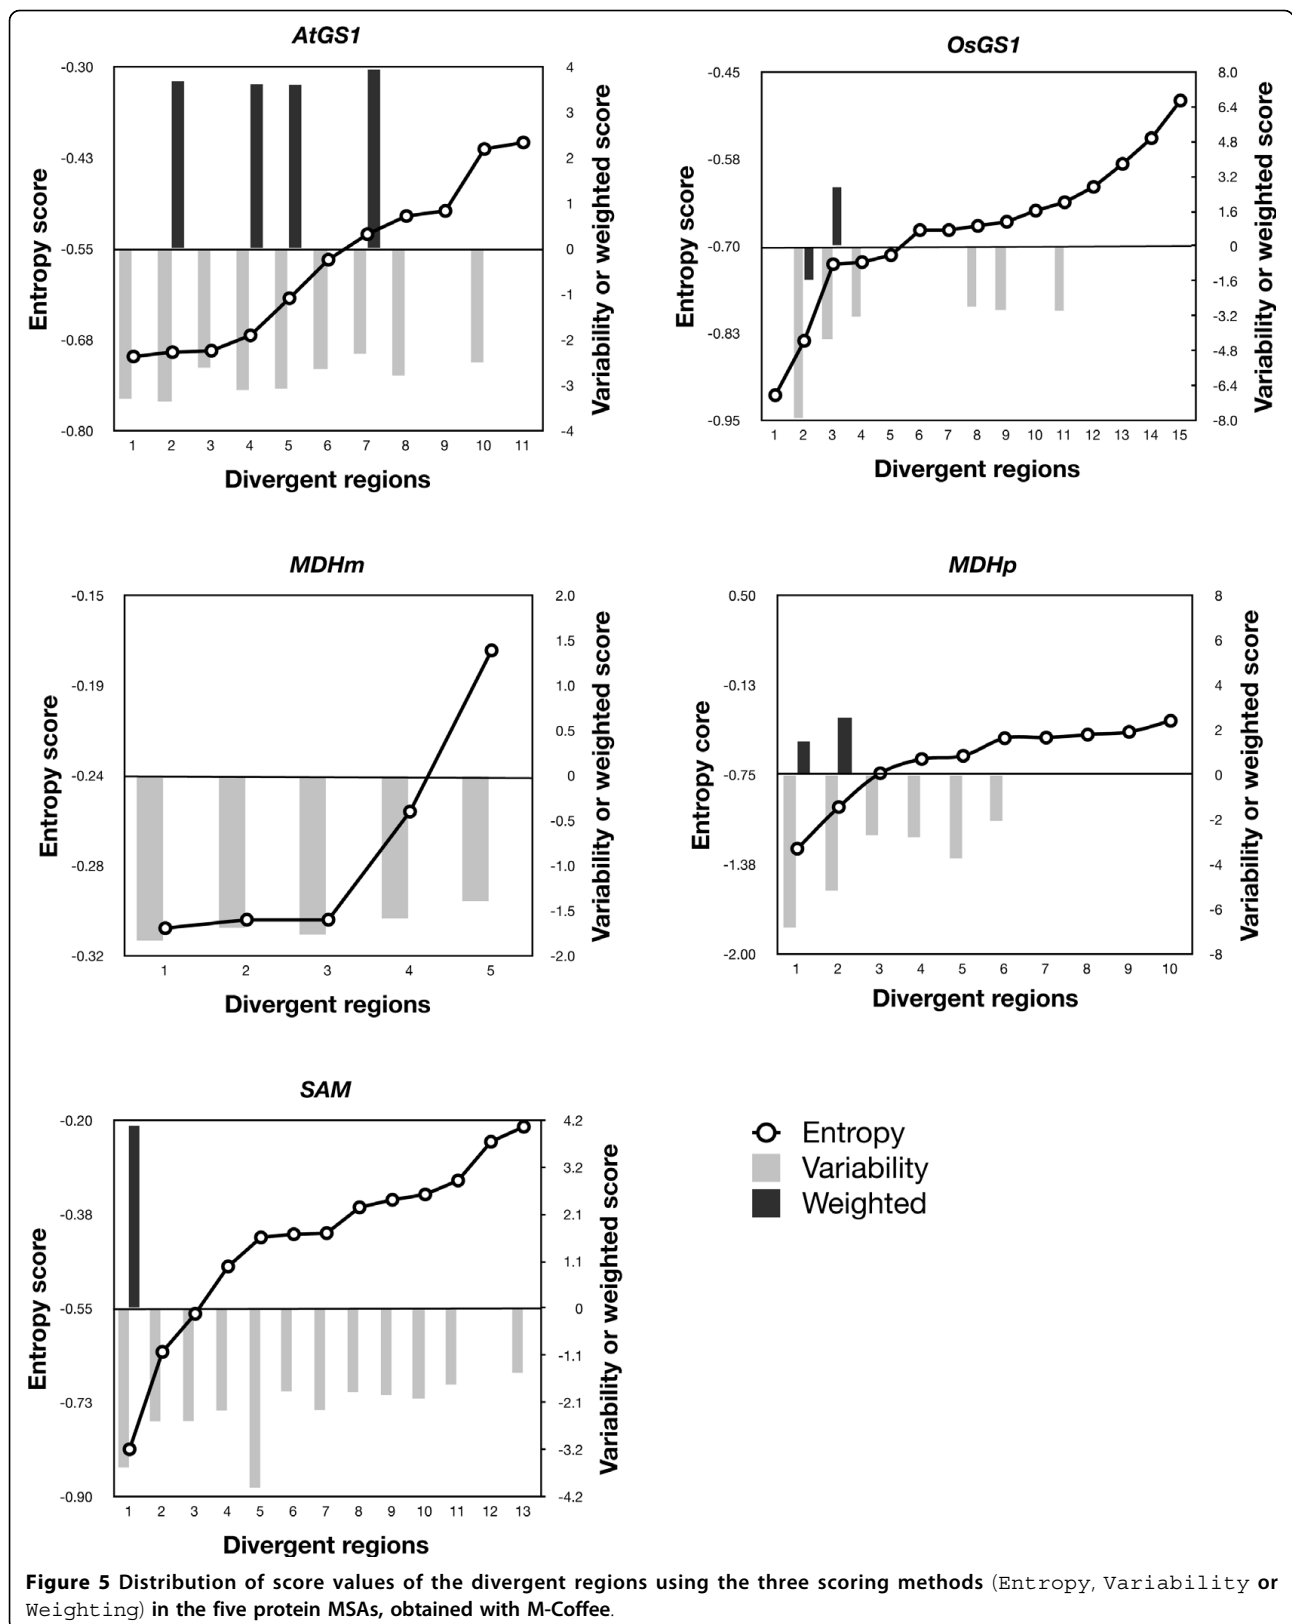 AtGS1
-0.30
-0.43
-0.55
-0.68
-0.80
Entropy score
4
3
2
1
0
-1
-2
-3
-4
Variability or weighted score
1 2 3 4 5 6 7 8 9 10 11
Divergent regions
OsGS1
-0.45
-0.58
-0.70
-0.83
-0.95
Entropy score
8.0
6.4
4.8
3.2
1.6
0
-1.6
-3.2
-4.8
-6.4
-8.0
Variability or weighted score
1 2 3 4 5 6 7 8 9 10 11 12 13 14 15
Divergent regions
MDHm
-0.15
-0.19
-0.24
-0.28
-0.32
Entropy score
2.0
1.5
1.0
0.5
0
-0.5
-1.0
-1.5
-2.0
Variability or weighted score
1 2 3 4 5
Divergent regions
MDHp
0.50
-0.13
-0.75
-1.38
-2.00
Entropy core
8
6
4
2
0
-2
-4
-6
-8
Variability or weighted score
1 2 3 4 5 6 7 8 9 10
Divergent regions
SAM
-0.20
-0.38
-0.55
-0.73
-0.90
Entropy score
4.2
3.2
2.1
1.1
0
-1.1
-2.1
-3.2
-4.2
Variability or weighted score
1 2 3 4 5 6 7 8 9 10 11 12 13
Divergent regions
Entropy
Variability
Weighted
Figure 5 Distribution of score values of the divergent regions using the three scoring methods (Entropy, Variability or
Weighting) in the five protein MSAs, obtained with M-Coffee.